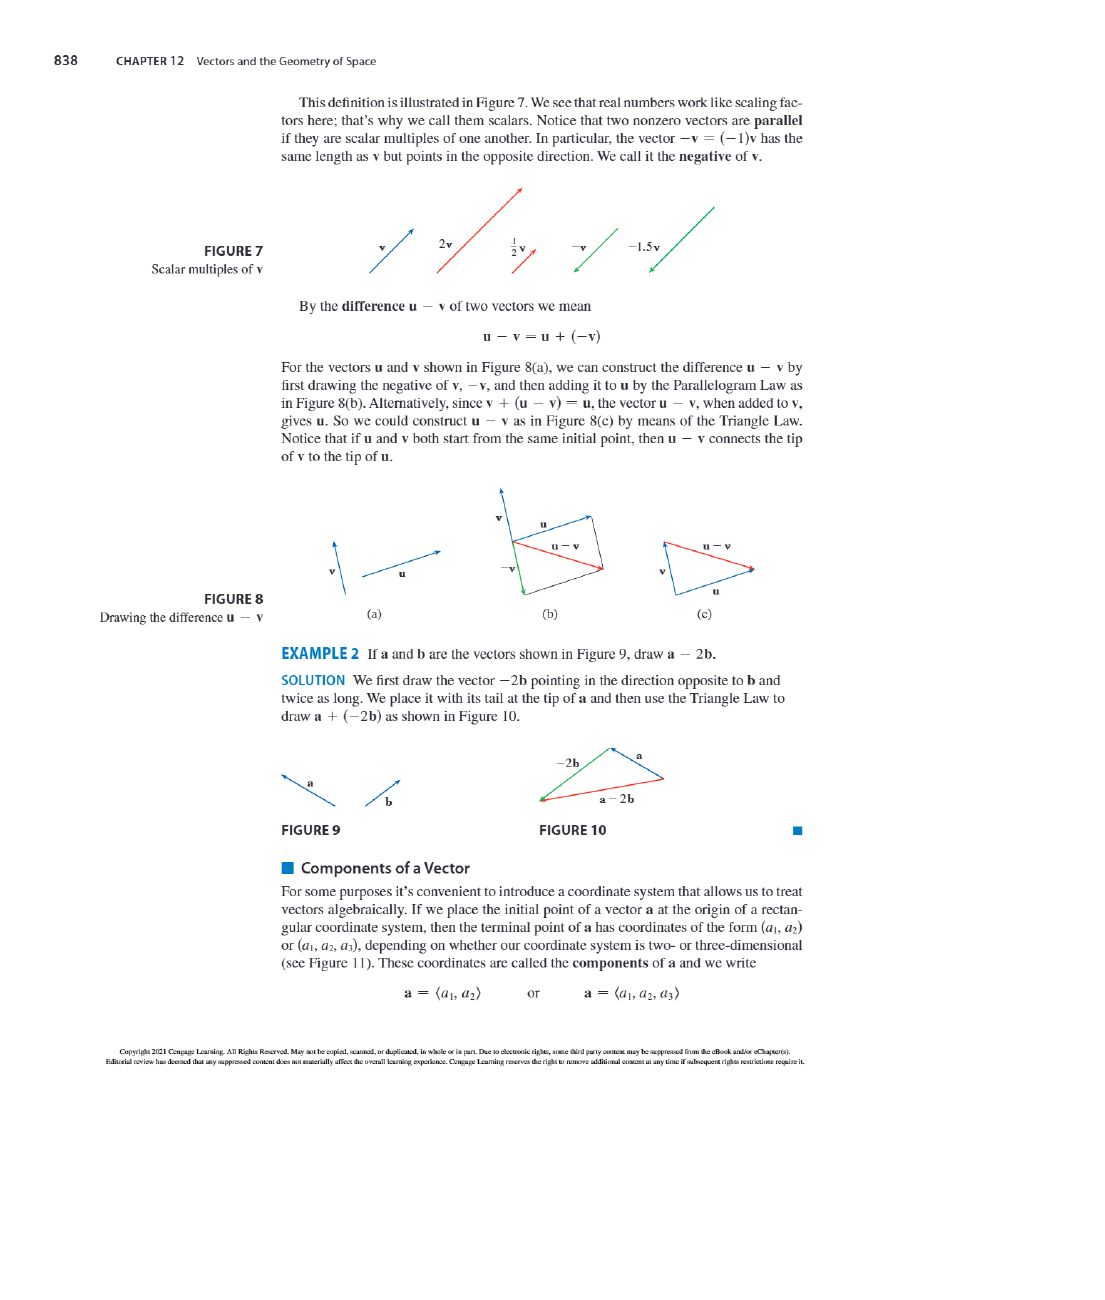 838 CHAPTER 12 Vectors and the Geometry of Space
This definition is illustrated in Figure 7. We see that real numbers work like scaling fac-
tors here; that's why we call them scalars. Notice that two nonzero vectors are parallel
if they are scalar multiples of one another. In particular, the vector −v = (−1)v has the
same length as v but points in the opposite direction. We call it the negative of v.
v 2v 1/2 v −v −1.5v
FIGURE 7
Scalar multiples of v
By the difference u − v of two vectors we mean
u − v = u + (−v)
For the vectors u and v shown in Figure 8(a), we can construct the difference u − v by
first drawing the negative of v, −v, and then adding it to u by the Parallelogram Law as
in Figure 8(b). Alternatively, since v + (u − v) = u, the vector u − v, when added to v,
gives u. So we could construct u − v as in Figure 8(c) by means of the Triangle Law.
Notice that if u and v both start from the same initial point, then u − v connects the tip
of v to the tip of u.
v u
v u u − v −v
u − v v u
FIGURE 8
Drawing the difference u − v
(a) (b) (c)
EXAMPLE 2 If a and b are the vectors shown in Figure 9, draw a − 2b.
SOLUTION We first draw the vector −2b pointing in the direction opposite to b and
twice as long. We place it with its tail at the tip of a and then use the Triangle Law to
draw a + (−2b) as shown in Figure 10.
a b
−2b a a − 2b
FIGURE 9 FIGURE 10
Components of a Vector
For some purposes it's convenient to introduce a coordinate system that allows us to treat
vectors algebraically. If we place the initial point of a vector a at the origin of a rectan-
gular coordinate system, then the terminal point of a has coordinates of the form (a₁, a₂)
or (a₁, a₂, a₃), depending on whether our coordinate system is two- or three-dimensional
(see Figure 11). These coordinates are called the components of a and we write
a = ⟨a₁, a₂⟩ or a = ⟨a₁, a₂, a₃⟩
Copyright 2021 Cengage Learning. All Rights Reserved. May not be copied, scanned, or duplicated, in whole or in part. Due to electronic rights, some third party content may be suppressed from the eBook and/or eChapter(s).
Editorial review has deemed that any suppressed content does not materially affect the overall learning experience. Cengage Learning reserves the right to remove additional content at any time if subsequent rights restrictions require it.